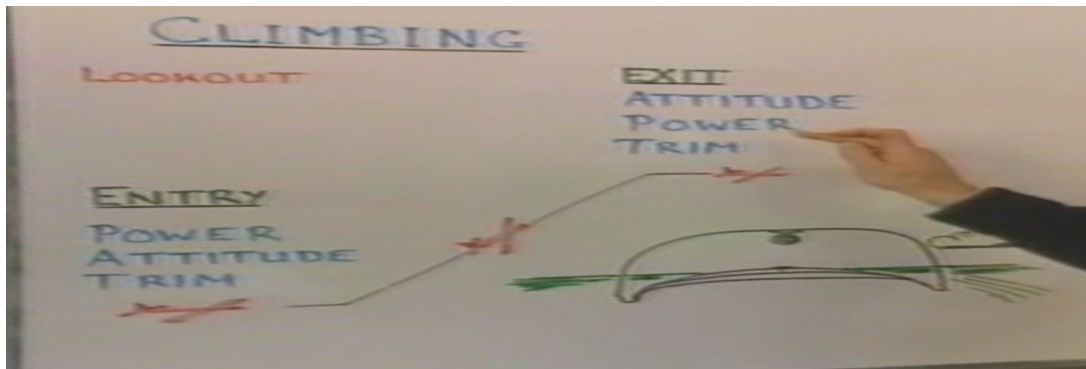 CLIMBING
LOOKOUT
EXIT
ATTITUDE
POWER
TRIM
ENTRY
POWER
ATTITUDE
TRIM